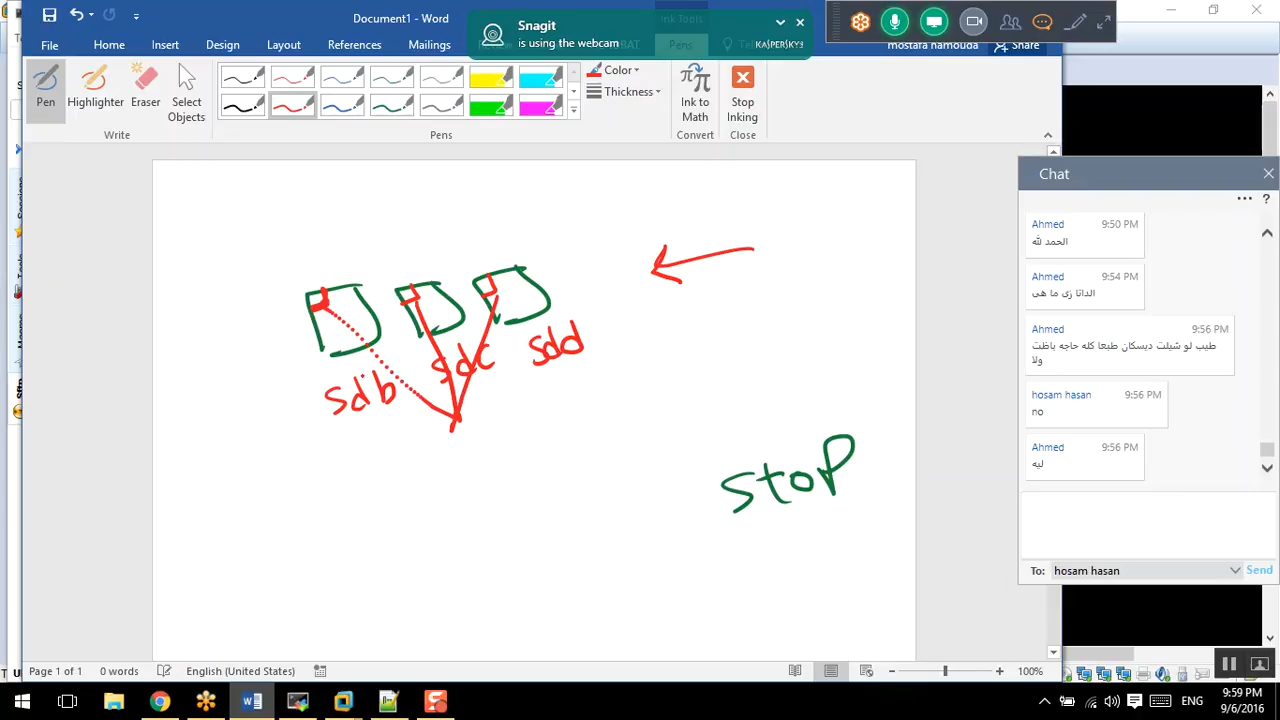 Document1 - Word
Snagit
is using the webcam
KASPERSKY
Ink Tools
File
Home
Insert
Design
Layout
References
Mailings
Pens
mostafa hamouda
Share
Pen
Highlighter
Eraser
Select
Objects
Color
Thickness
Ink to
Math
Stop
Inking
Write
Pens
Convert
Close
sdb
sdc
sdd
stoP
Chat
Ahmed 9:50 PM
الحمد لله
Ahmed 9:54 PM
الداتا زى ما هى
Ahmed 9:56 PM
طيب لو شيلت ديسكان طبعا كله حاجه باظت
ولا
hosam hasan 9:56 PM
no
Ahmed 9:56 PM
ليه
To: hosam hasan
Send
Page 1 of 1
0 words
English (United States)
100%
ENG
9:59 PM
9/6/2016